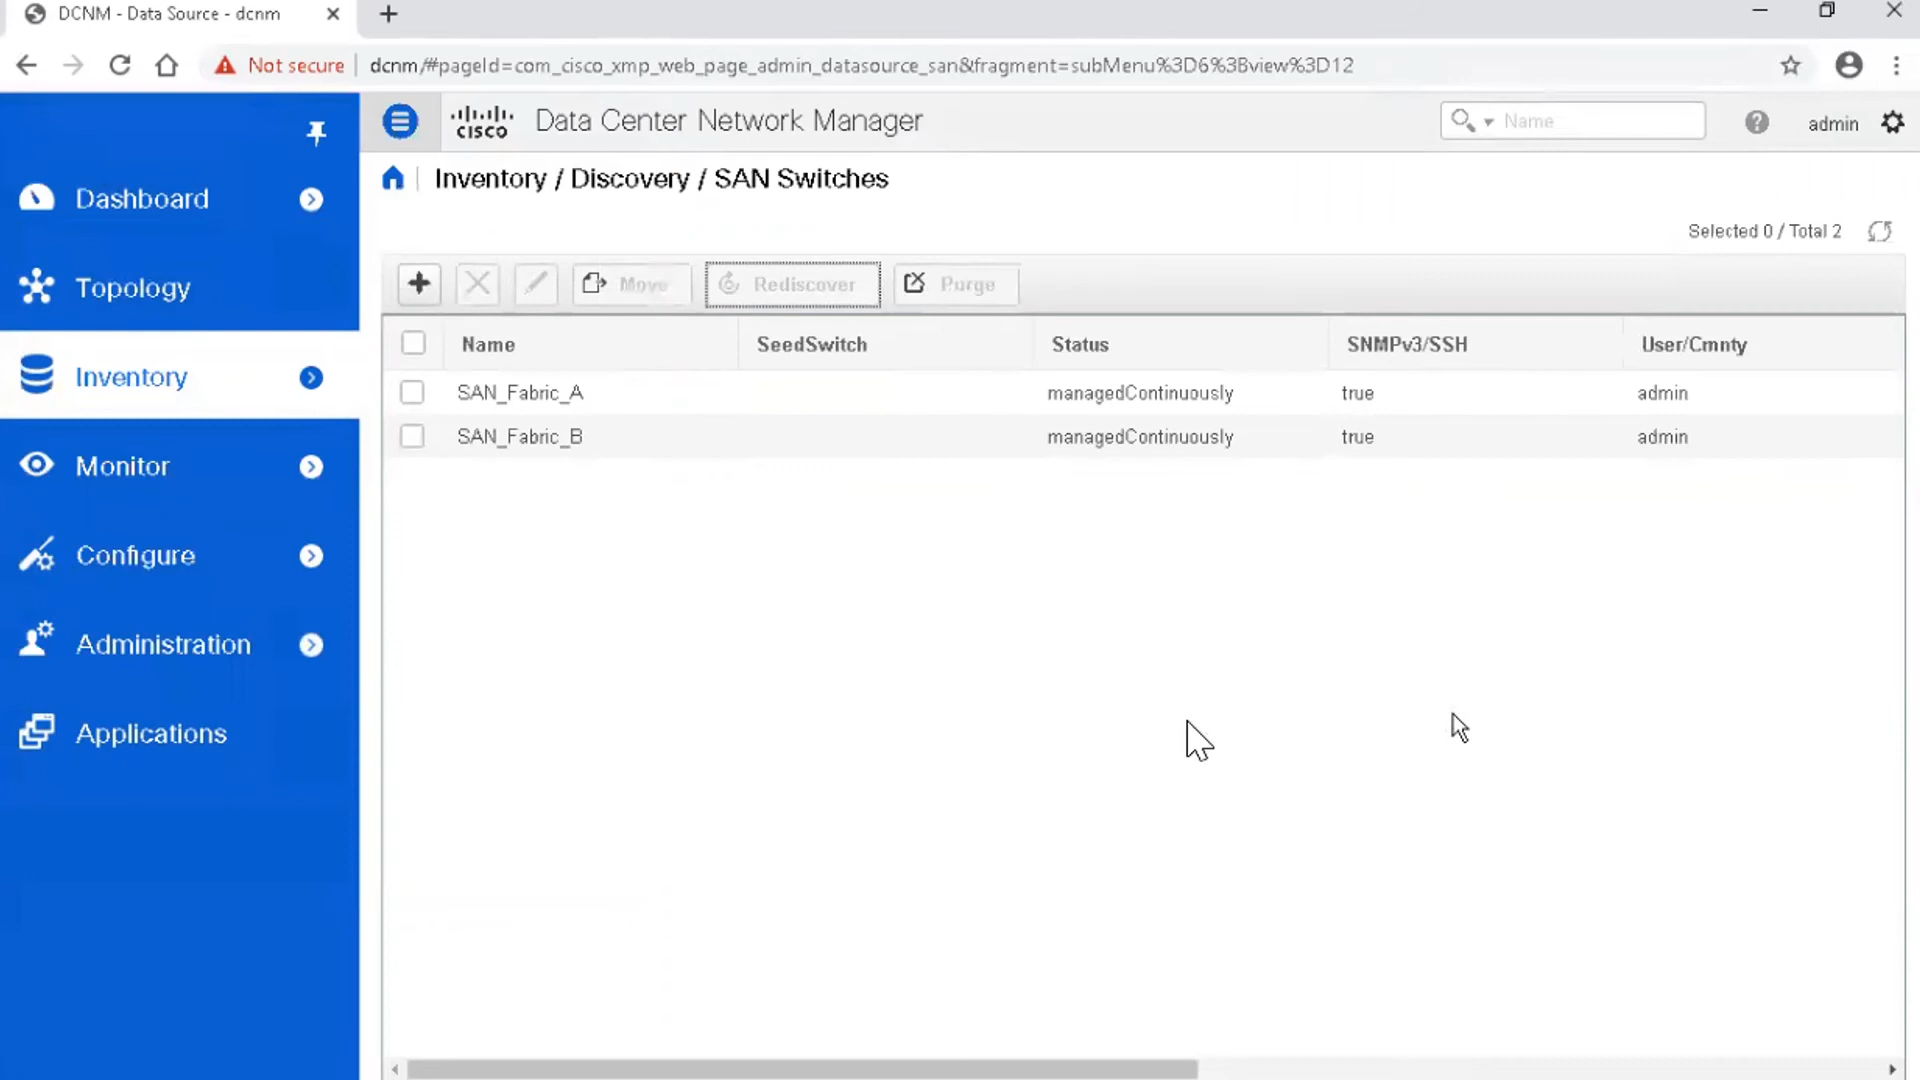 DCNM - Data Source - dcnm
Not secure dcnm/#pageId=com_cisco_xmp_web_page_admin_datasource_san&fragment=subMenu%3D6%3Bview%3D12
CISCO Data Center Network Manager
Name
admin
Inventory / Discovery / SAN Switches
Selected 0 / Total 2
Move Rediscover Purge
Name SeedSwitch Status SNMPv3/SSH User/Cmnty
SAN_Fabric_A managedContinuously true admin
SAN_Fabric_B managedContinuously true admin
Dashboard
Topology
Inventory
Monitor
Configure
Administration
Applications